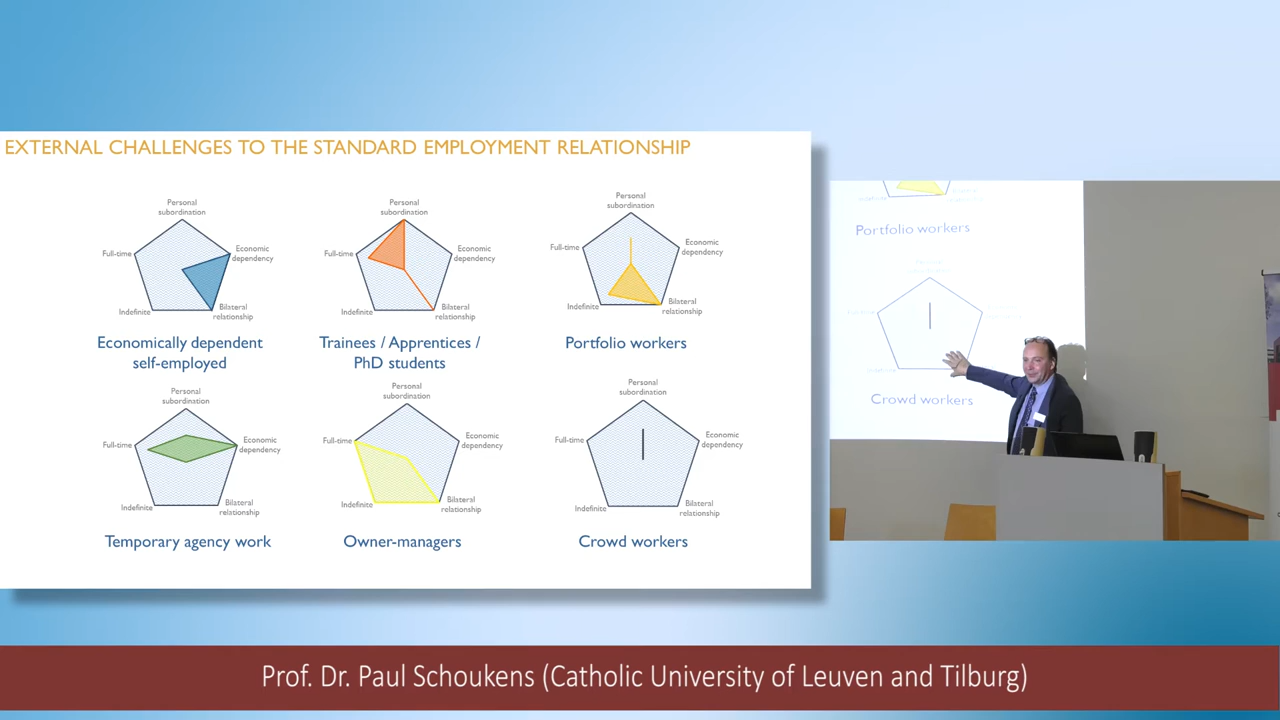 EXTERNAL CHALLENGES TO THE STANDARD EMPLOYMENT RELATIONSHIP
Personal
subordination
Full-time
Economic
dependency
Indefinite
Bilateral
relationship
Economically dependent
self-employed
Personal
subordination
Full-time
Economic
dependency
Indefinite
Bilateral
relationship
Trainees / Apprentices /
PhD students
Personal
subordination
Full-time
Economic
dependency
Indefinite
Bilateral
relationship
Portfolio workers
Personal
subordination
Full-time
Economic
dependency
Indefinite
Bilateral
relationship
Temporary agency work
Personal
subordination
Full-time
Economic
dependency
Indefinite
Bilateral
relationship
Owner-managers
Personal
subordination
Full-time
Economic
dependency
Indefinite
Bilateral
relationship
Crowd workers
Portfolio workers
Crowd workers
Prof. Dr. Paul Schoukens (Catholic University of Leuven and Tilburg)